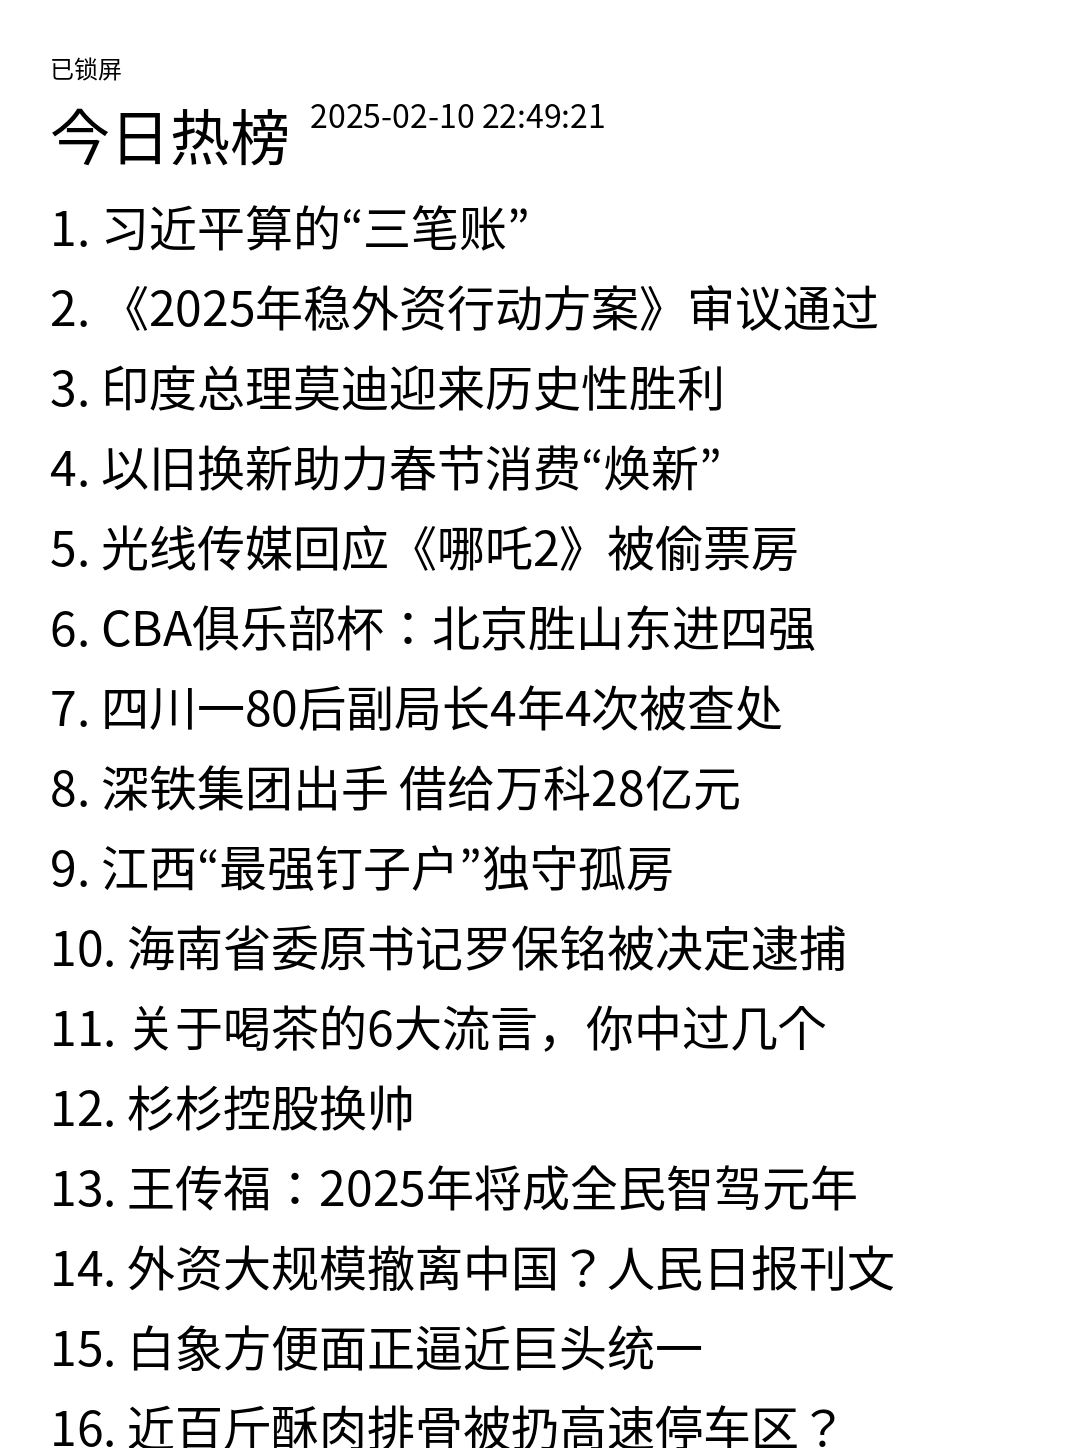 已锁屏
今日热榜 2025-02-10 22:49:21
1. 习近平算的“三笔账”
2. 《2025年稳外资行动方案》审议通过
3. 印度总理莫迪迎来历史性胜利
4. 以旧换新助力春节消费“焕新”
5. 光线传媒回应《哪吒2》被偷票房
6. CBA俱乐部杯：北京胜山东进四强
7. 四川一80后副局长4年4次被查处
8. 深铁集团出手 借给万科28亿元
9. 江西“最强钉子户”独守孤房
10. 海南省委原书记罗保铭被决定逮捕
11. 关于喝茶的6大流言，你中过几个
12. 杉杉控股换帅
13. 王传福：2025年将成全民智驾元年
14. 外资大规模撤离中国？人民日报刊文
15. 白象方便面正逼近巨头统一
16. 近百斤酥肉排骨被扔高速停车区？